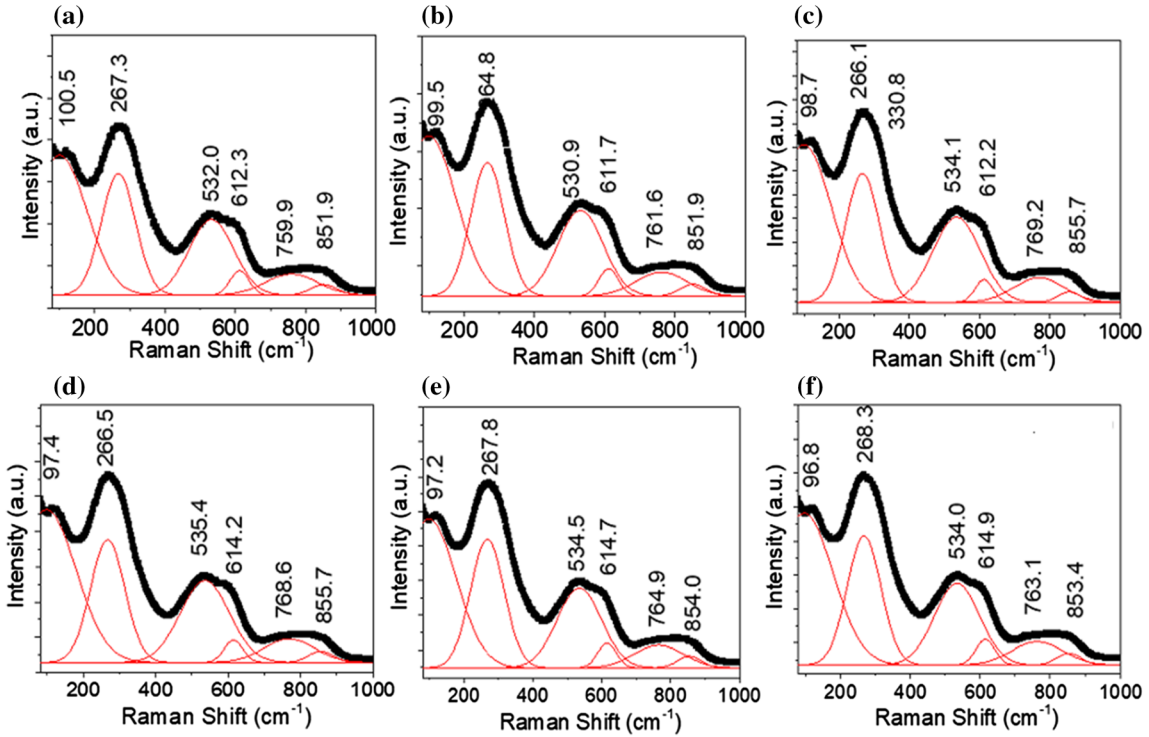 (a)
100.5
267.3
532.0
612.3
759.9
851.9
Intensity (a.u.)
200 400 600 800 1000
Raman Shift (cm-1)
(b)
99.5
264.8
530.9
611.7
761.6
851.9
Intensity (a.u.)
200 400 600 800 1000
Raman Shift (cm-1)
(c)
98.7
266.1
330.8
534.1
612.2
769.2
855.7
Intensity (a.u.)
200 400 600 800 1000
Raman Shift (cm-1)
(d)
97.4
266.5
535.4
614.2
768.6
855.7
Intensity (a.u.)
200 400 600 800 1000
Raman Shift (cm-1)
(e)
97.2
267.8
534.5
614.7
764.9
854.0
Intensity (a.u.)
200 400 600 800 1000
Raman Shift (cm-1)
(f)
96.8
268.3
534.0
614.9
763.1
853.4
Intensity (a.u.)
200 400 600 800 1000
Raman Shift (cm-1)